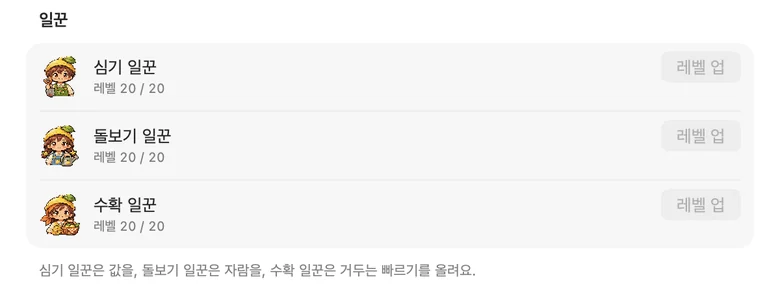 일꾼
심기 일꾼
레벨 업
레벨 20 / 20
돌보기 일꾼
레벨 업
레벨 20 / 20
수확 일꾼
레벨 업
레벨 20 / 20
심기 일꾼은 값을, 돌보기 일꾼은 자람을, 수확 일꾼은 거두는 빠르기를 올려요.